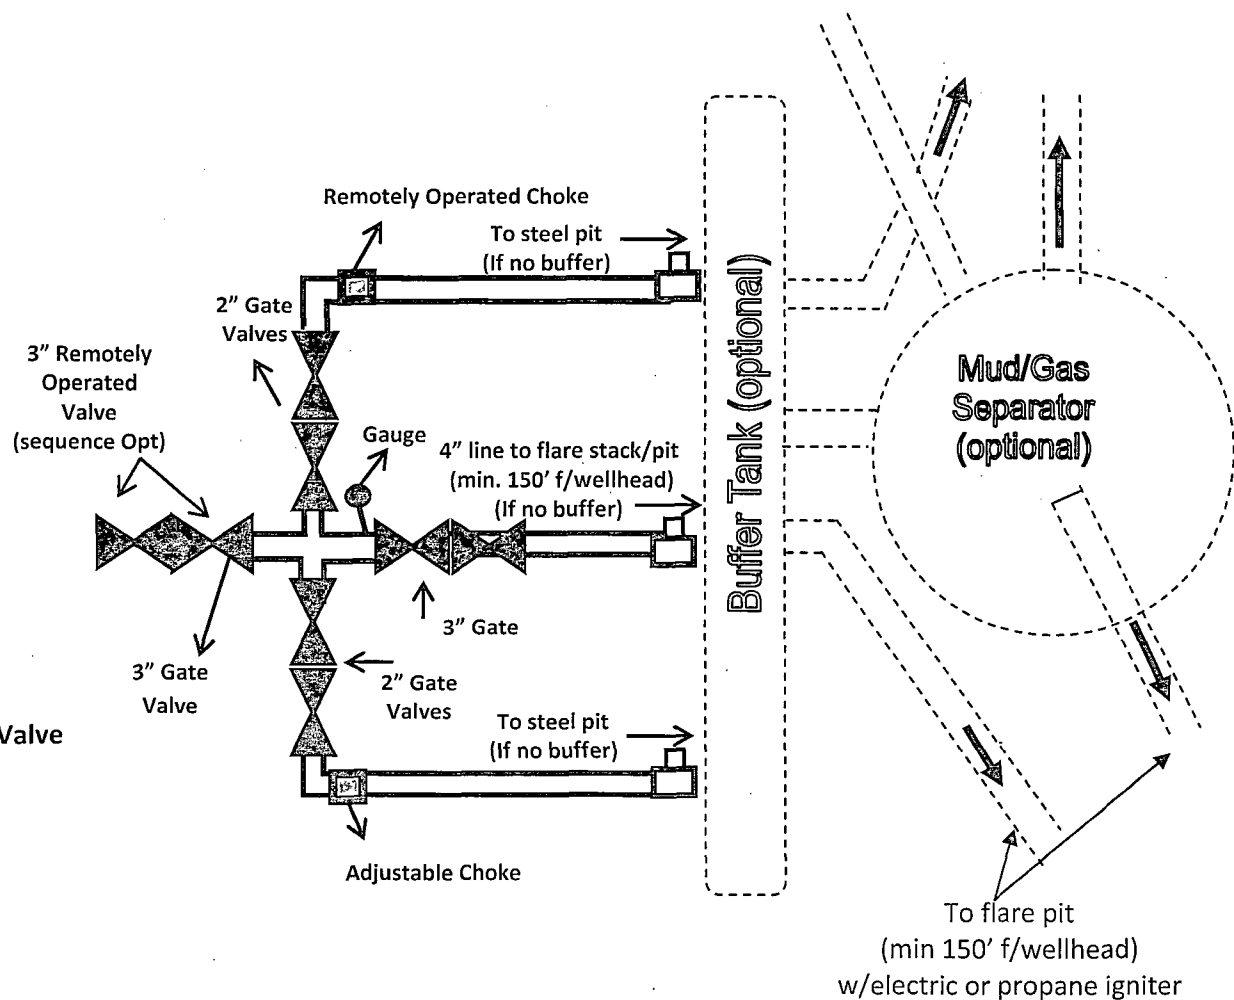 Remotely Operated Choke
To steel pit
(If no buffer)
2” Gate
Valves
3” Remotely
Operated
Valve
(sequence Opt)
Gauge
4” line to flare stack/pit
(min. 150’ f/wellhead)
(If no buffer)
Buffer Tank (optional)
Mud/Gas
Separator
(optional)
3” Gate
3” Gate
Valve
2” Gate
Valves
Valve
To steel pit
(If no buffer)
Adjustable Choke
To flare pit
(min 150’ f/wellhead)
w/electric or propane igniter